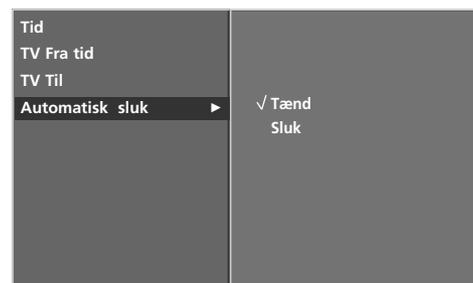 Tid
TV Fra tid
TV Til
Automatisk sluk ►
√ Tænd
Sluk